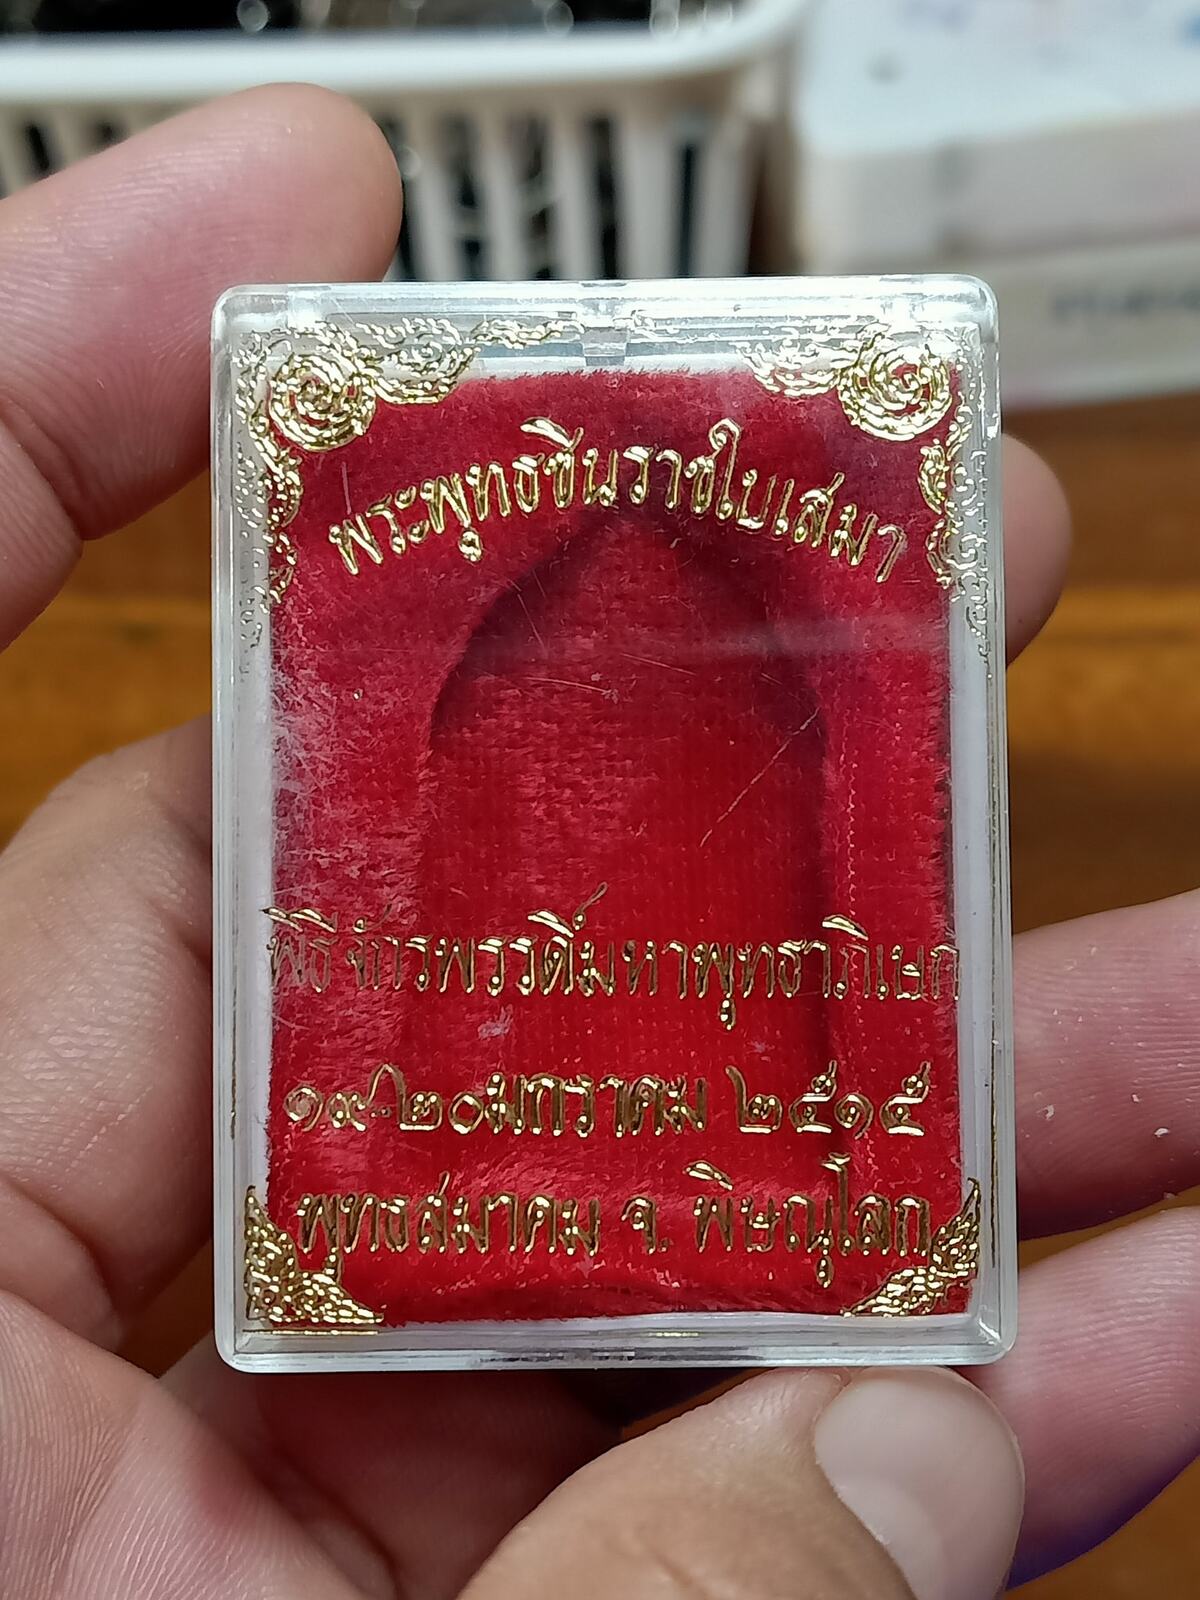 พระพุทธชินราชใบเสมา
พิธีจักรพรรดิ์มหาพุทธาภิเษก
๑๙-๒๐มกราคม ๒๕๑๕
พุทธสมาคม จ. พิษณุโลก